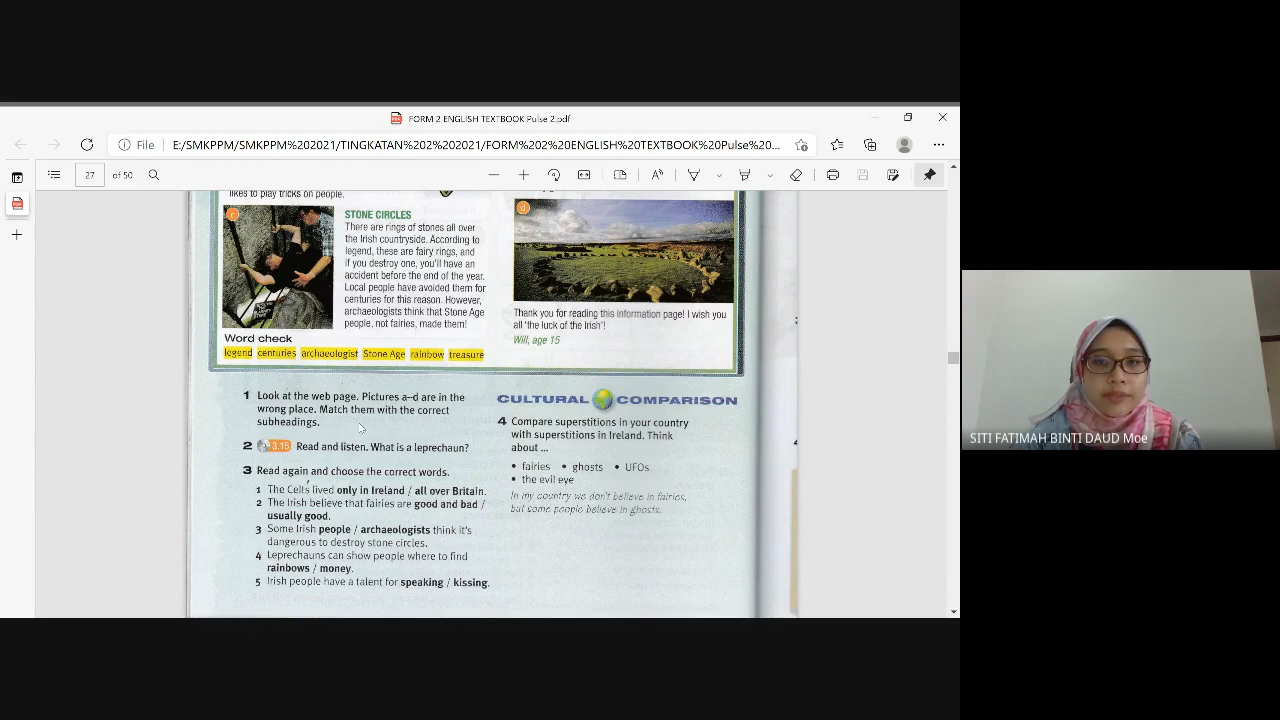 FORM 2 ENGLISH TEXTBOOK Pulse 2.pdf
File
E:/SMKPPM/SMKPPM%202021/TINGKATAN%202%202021/FORM%202%20ENGLISH%20TEXTBOOK%20Pulse%20...
27 of 50
likes to play tricks on people.
c
STONE CIRCLES
There are rings of stones all over
the Irish countryside. According to
legend, these are fairy rings, and
if you destroy one, you'll have an
accident before the end of the year.
Local people have avoided them for
centuries for this reason. However,
archaeologists think that Stone Age
people, not fairies, made them!
Word check
legend centuries archaeologist Stone Age rainbow treasure
d
Thank you for reading this information page! I wish you
all 'the luck of the Irish'!
Will, age 15
1 Look at the web page. Pictures a–d are in the
wrong place. Match them with the correct
subheadings.
2 3.15 Read and listen. What is a leprechaun?
3 Read again and choose the correct words.
1 The Celts lived only in Ireland / all over Britain.
2 The Irish believe that fairies are good and bad /
usually good.
3 Some Irish people / archaeologists think it's
dangerous to destroy stone circles.
4 Leprechauns can show people where to find
rainbows / money.
5 Irish people have a talent for speaking / kissing.
CULTURAL COMPARISON
4 Compare superstitions in your country
with superstitions in Ireland. Think
about ...
• fairies • ghosts • UFOs
• the evil eye
In my country we don't believe in fairies,
but some people believe in ghosts.
SITI FATIMAH BINTI DAUD Moe